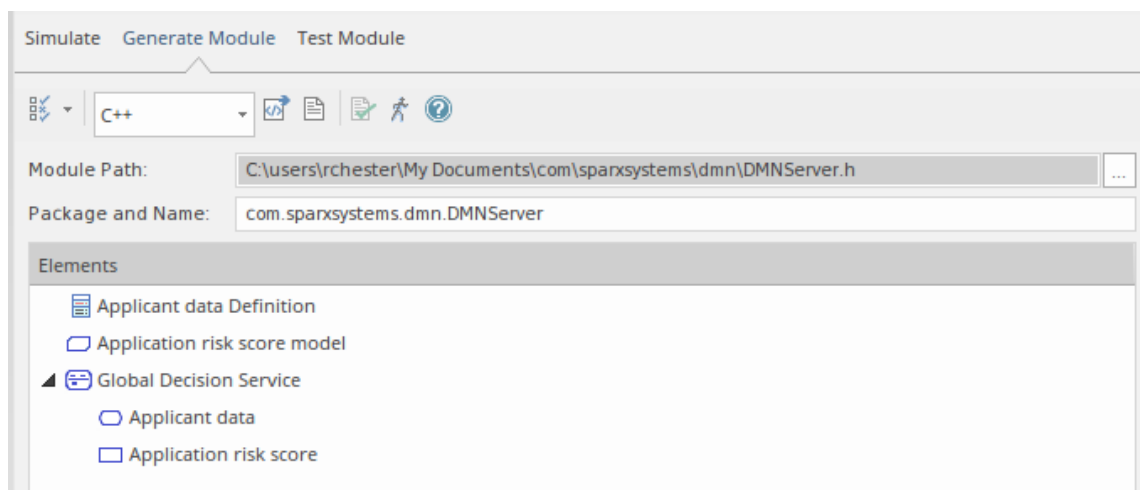 Simulate Generate Module Test Module
C++
Module Path: C:\users\rchester\My Documents\com\sparxsystems\dmn\DMNServer.h ...
Package and Name: com.sparxsystems.dmn.DMNServer
Elements
Applicant data Definition
Application risk score model
Global Decision Service
Applicant data
Application risk score